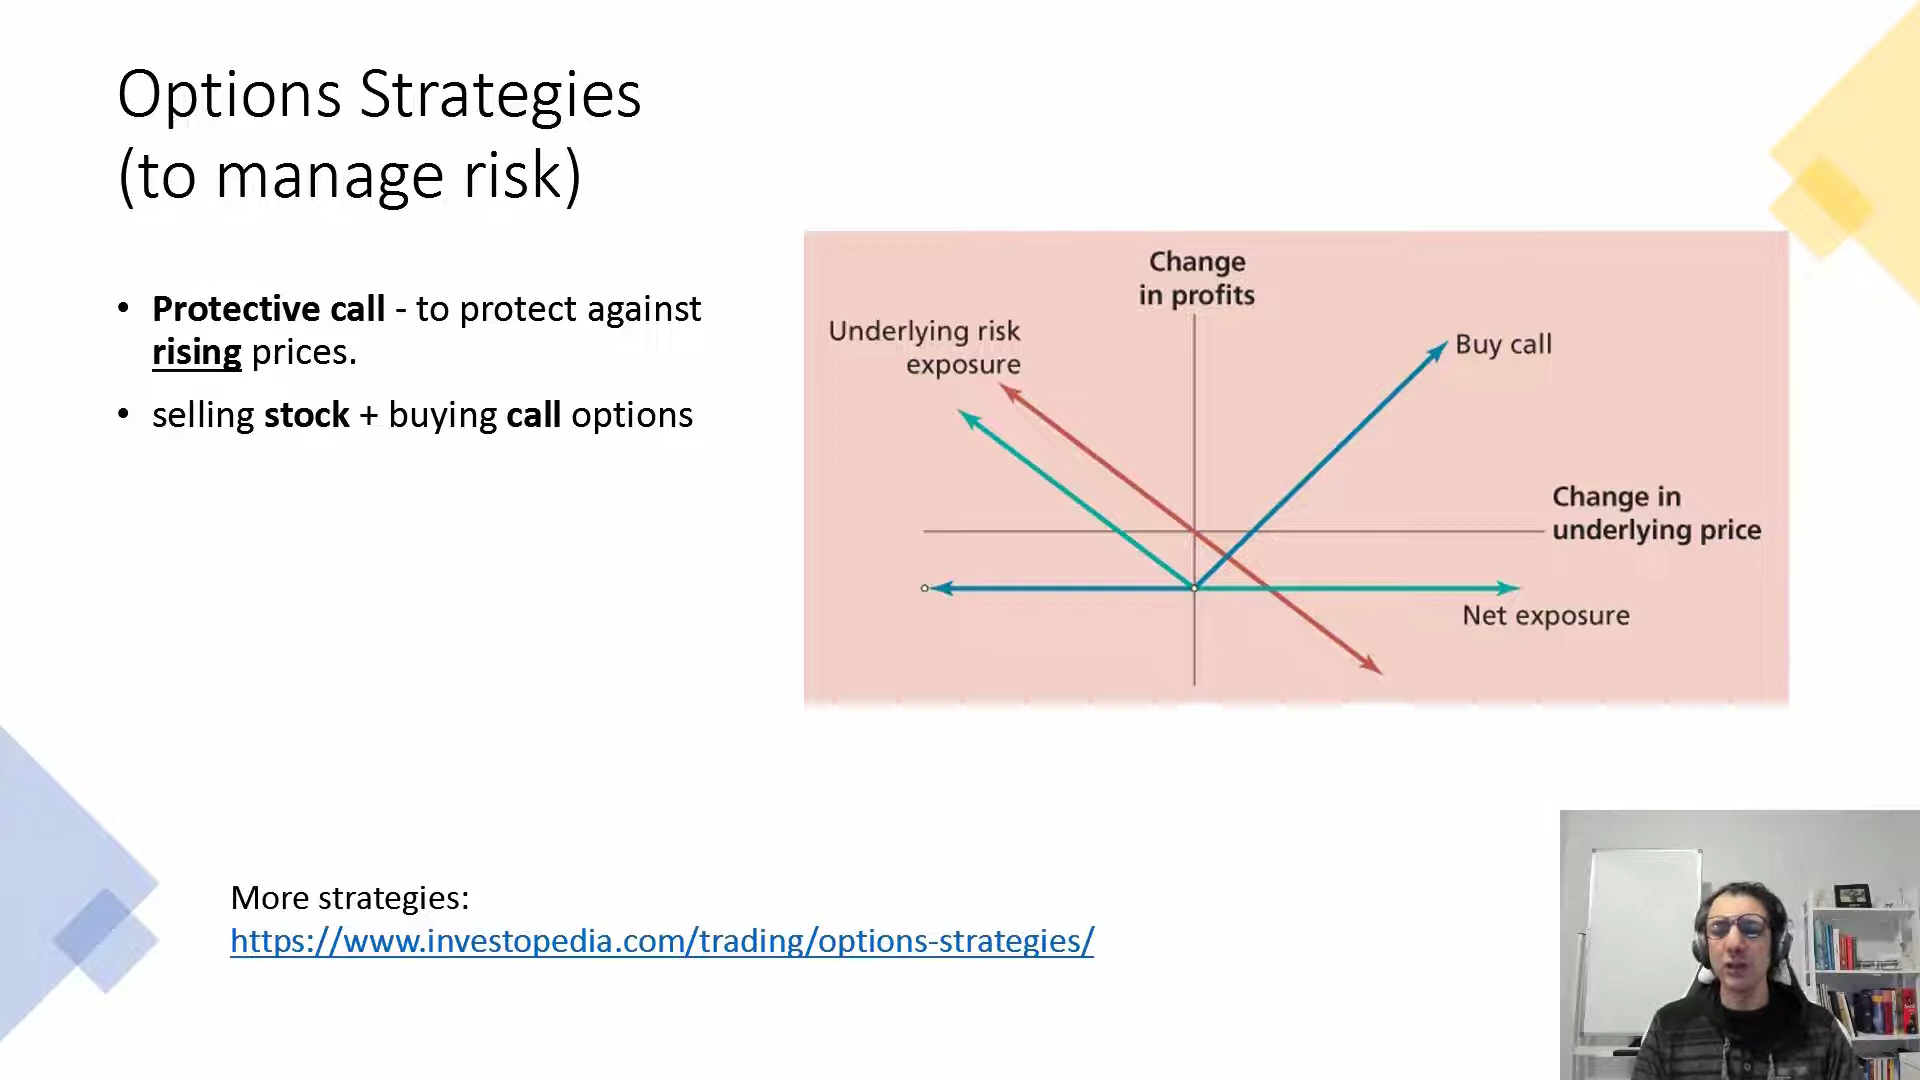 Options Strategies
(to manage risk)
• Protective call - to protect against
rising prices.
• selling stock + buying call options
Change
in profits
Underlying risk
exposure
Buy call
Change in
underlying price
Net exposure
More strategies:
https://www.investopedia.com/trading/options-strategies/